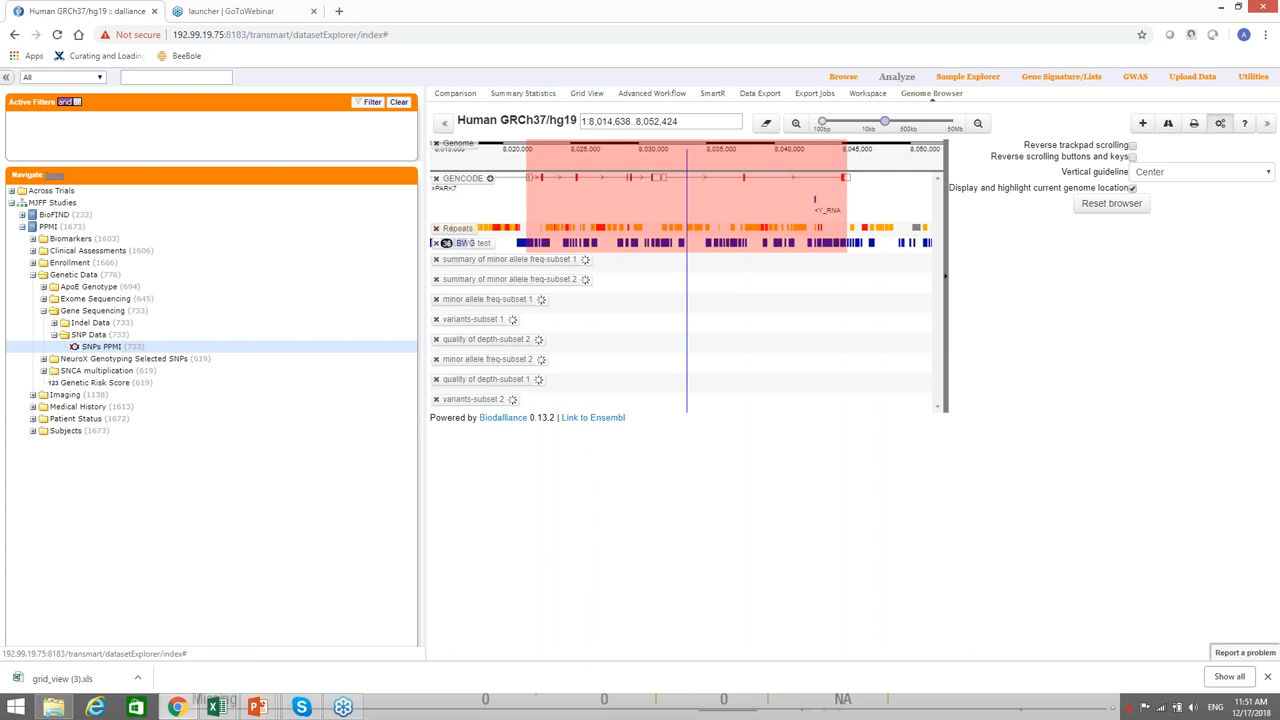 Human GRCh37/hg19 :: dalliance
launcher | GoToWebinar
Not secure | 192.99.19.75:8183/transmart/datasetExplorer/index#
A
Apps Curating and Loading BeeBole
All
Browse Analyze Sample Explorer Gene Signature/Lists GWAS Upload Data Utilities
Active Filters and Filter Clear
Comparison Summary Statistics Grid View Advanced Workflow SmartR Data Export Export Jobs Workspace Genome Browser
Human GRCh37/hg19 1:8,014,638..8,052,424
100bp 10kb 500kb 50Mb
Genome
8,020,000 8,025,000 8,030,000 8,035,000 8,040,000 8,045,000 8,050,000
GENCODE
>PARK7
<Y_RNA
Repeats
36 BWG test
summary of minor allele freq-subset 1
summary of minor allele freq-subset 2
minor allele freq-subset 1
variants-subset 1
quality of depth-subset 2
minor allele freq-subset 2
quality of depth-subset 1
variants-subset 2
Powered by Biodalliance 0.13.2 | Link to Ensembl
Reverse trackpad scrolling
Reverse scrolling buttons and keys
Vertical guideline Center
Display and highlight current genome location
Reset browser
Navigate Terms
Across Trials
MJFF Studies
BioFIND (232)
PPMI (1673)
Biomarkers (1603)
Clinical Assessments (1606)
Enrollment (1666)
Genetic Data (776)
ApoE Genotype (694)
Exome Sequencing (645)
Gene Sequencing (733)
Indel Data (733)
SNP Data (733)
SNPs PPMI (733)
NeuroX Genotyping Selected SNPs (619)
SNCA multiplication (619)
123 Genetic Risk Score (619)
Imaging (1138)
Medical History (1613)
Patient Status (1672)
Subjects (1673)
192.99.19.75:8183/transmart/datasetExplorer/index#
Report a problem
grid_view (3).xls
Show all
Missing 0 0 NA
ENG
11:51 AM
12/17/2018